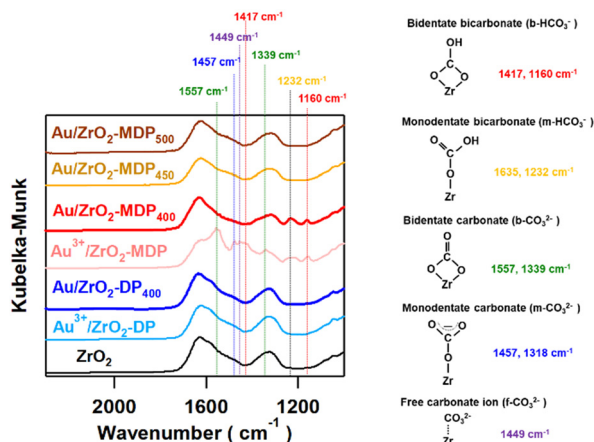 1417 cm⁻¹
1449 cm⁻¹
1457 cm⁻¹
1339 cm⁻¹
1232 cm⁻¹
1557 cm⁻¹
1160 cm⁻¹
Au/ZrO₂-MDP₅₀₀
Au/ZrO₂-MDP₄₅₀
Au/ZrO₂-MDP₄₀₀
Au³⁺/ZrO₂-MDP
Au/ZrO₂-DP₄₀₀
Au³⁺/ZrO₂-DP
ZrO₂
Kubelka-Munk
2000 1600 1200
Wavenumber ( cm⁻¹)
Bidentate bicarbonate (b-HCO₃⁻)
OH
C
O O
Zr
1417, 1160 cm⁻¹
Monodentate bicarbonate (m-HCO₃⁻)
O OH
C
O
Zr
1635, 1232 cm⁻¹
Bidentate carbonate (b-CO₃²⁻)
O
C
O O
Zr
1557, 1339 cm⁻¹
Monodentate carbonate (m-CO₃²⁻)
O O
C
O
Zr
1457, 1318 cm⁻¹
Free carbonate ion (f-CO₃²⁻)
CO₃²⁻
Zr
1449 cm⁻¹